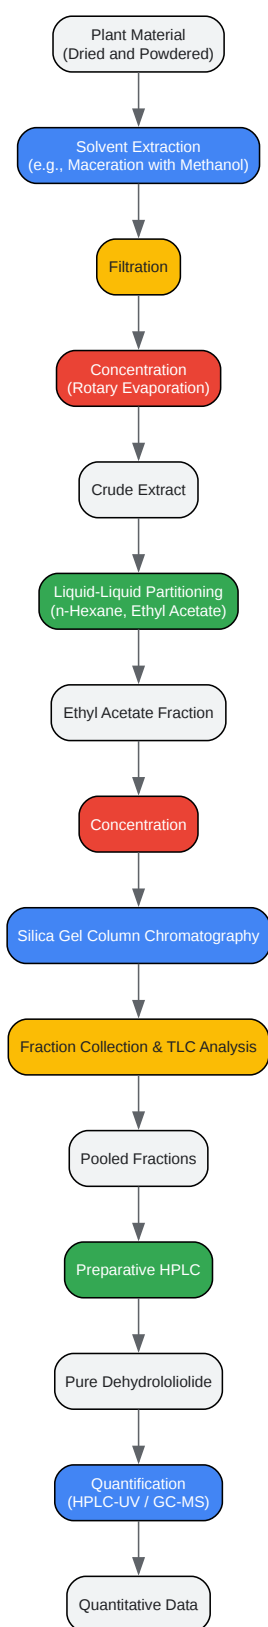 Plant Material
(Dried and Powdered)
Solvent Extraction
(e.g., Maceration with Methanol)
Filtration
Concentration
(Rotary Evaporation)
Crude Extract
Liquid-Liquid Partitioning
(n-Hexane, Ethyl Acetate)
Ethyl Acetate Fraction
Concentration
Silica Gel Column Chromatography
Fraction Collection & TLC Analysis
Pooled Fractions
Preparative HPLC
Pure Dehydrololiolide
Quantification
(HPLC-UV / GC-MS)
Quantitative Data